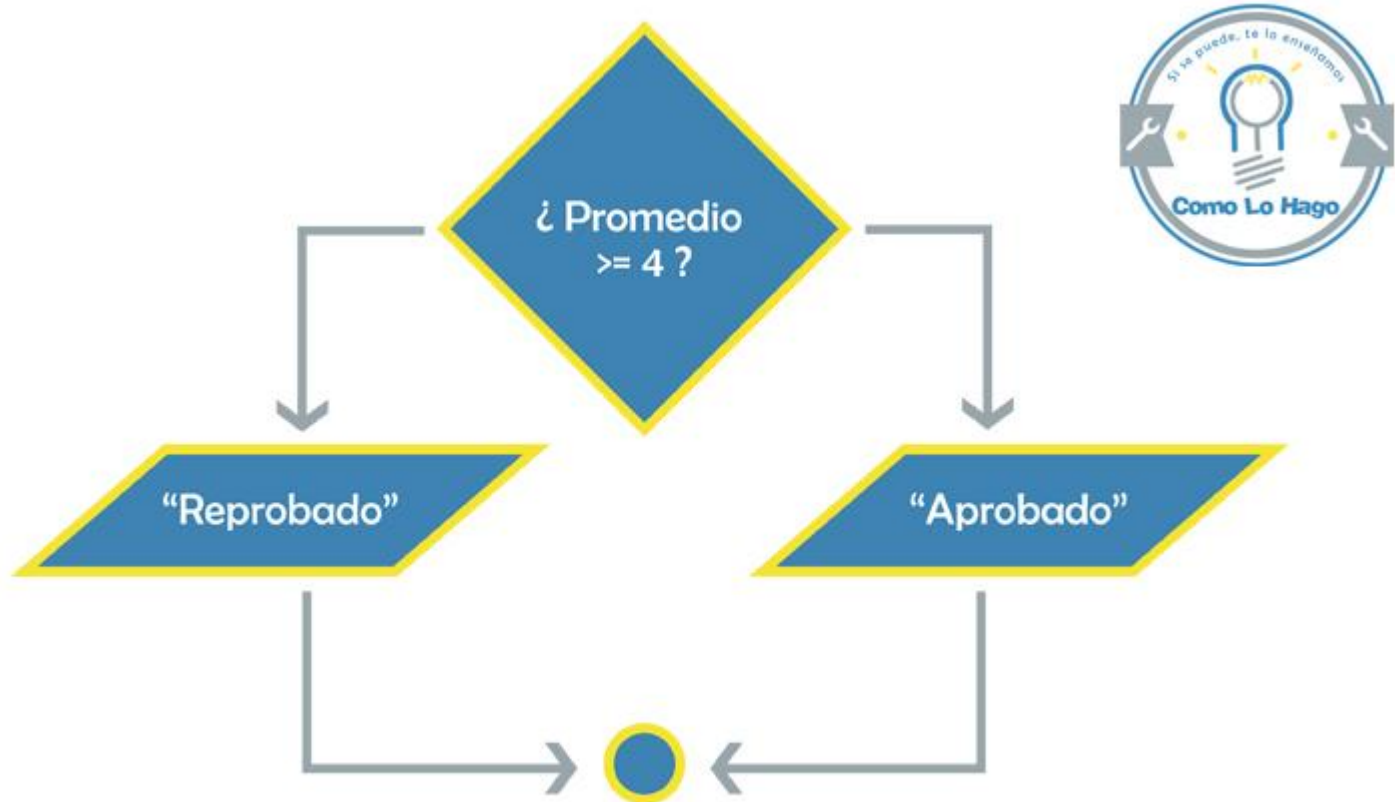 Si se puede, te lo enseñamos
Como Lo Hago
¿ Promedio
>= 4 ?
“Reprobado”
“Aprobado”